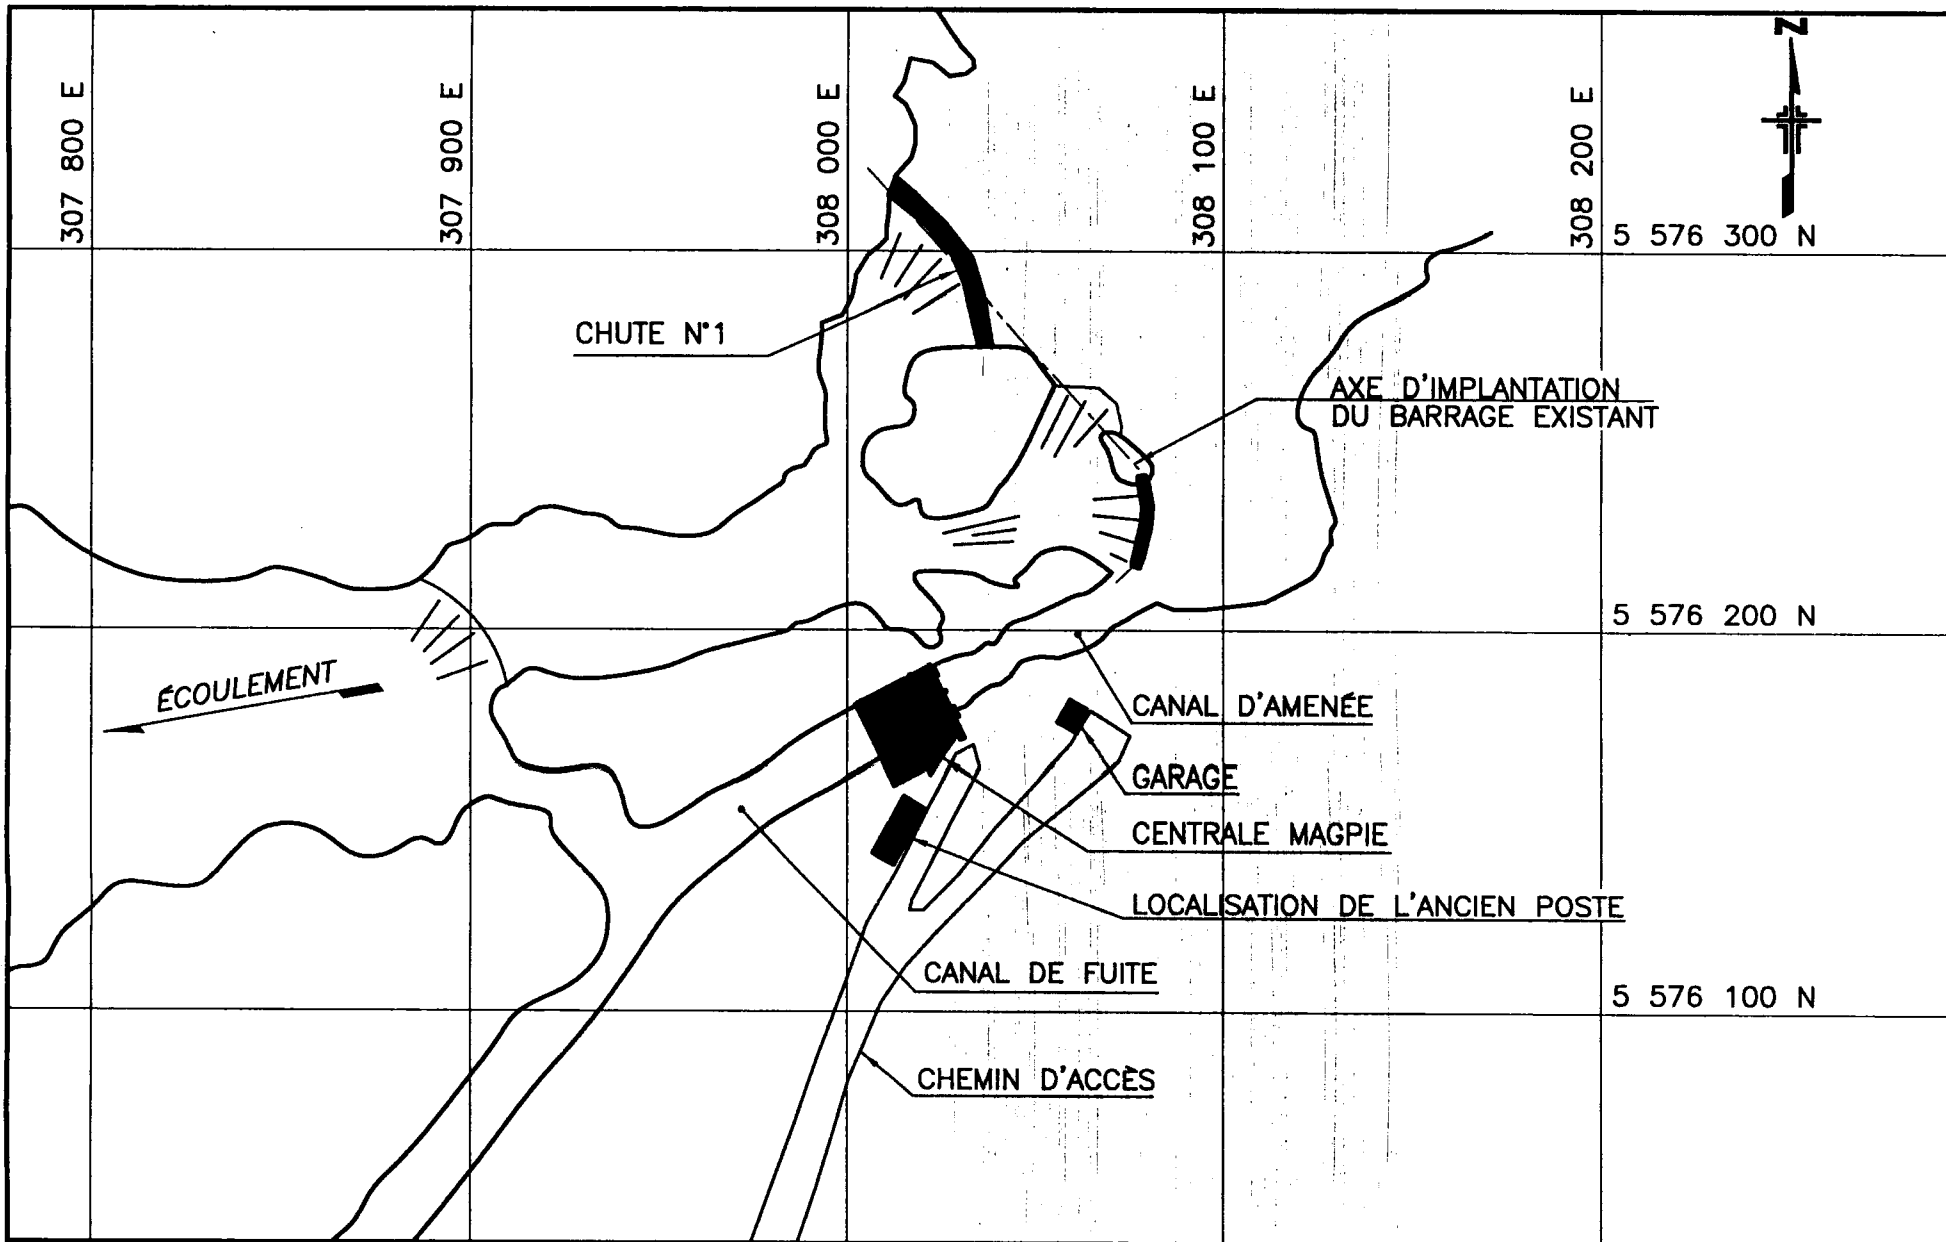 N
307 800 E
307 900 E
308 000 E
308 100 E
308 200 E
5 576 300 N
CHUTE N°1
AXE D'IMPLANTATION
DU BARRAGE EXISTANT
5 576 200 N
ÉCOULEMENT
CANAL D'AMENÉE
GARAGE
CENTRALE MAGPIE
LOCALISATION DE L'ANCIEN POSTE
CANAL DE FUITE
5 576 100 N
CHEMIN D'ACCÈS